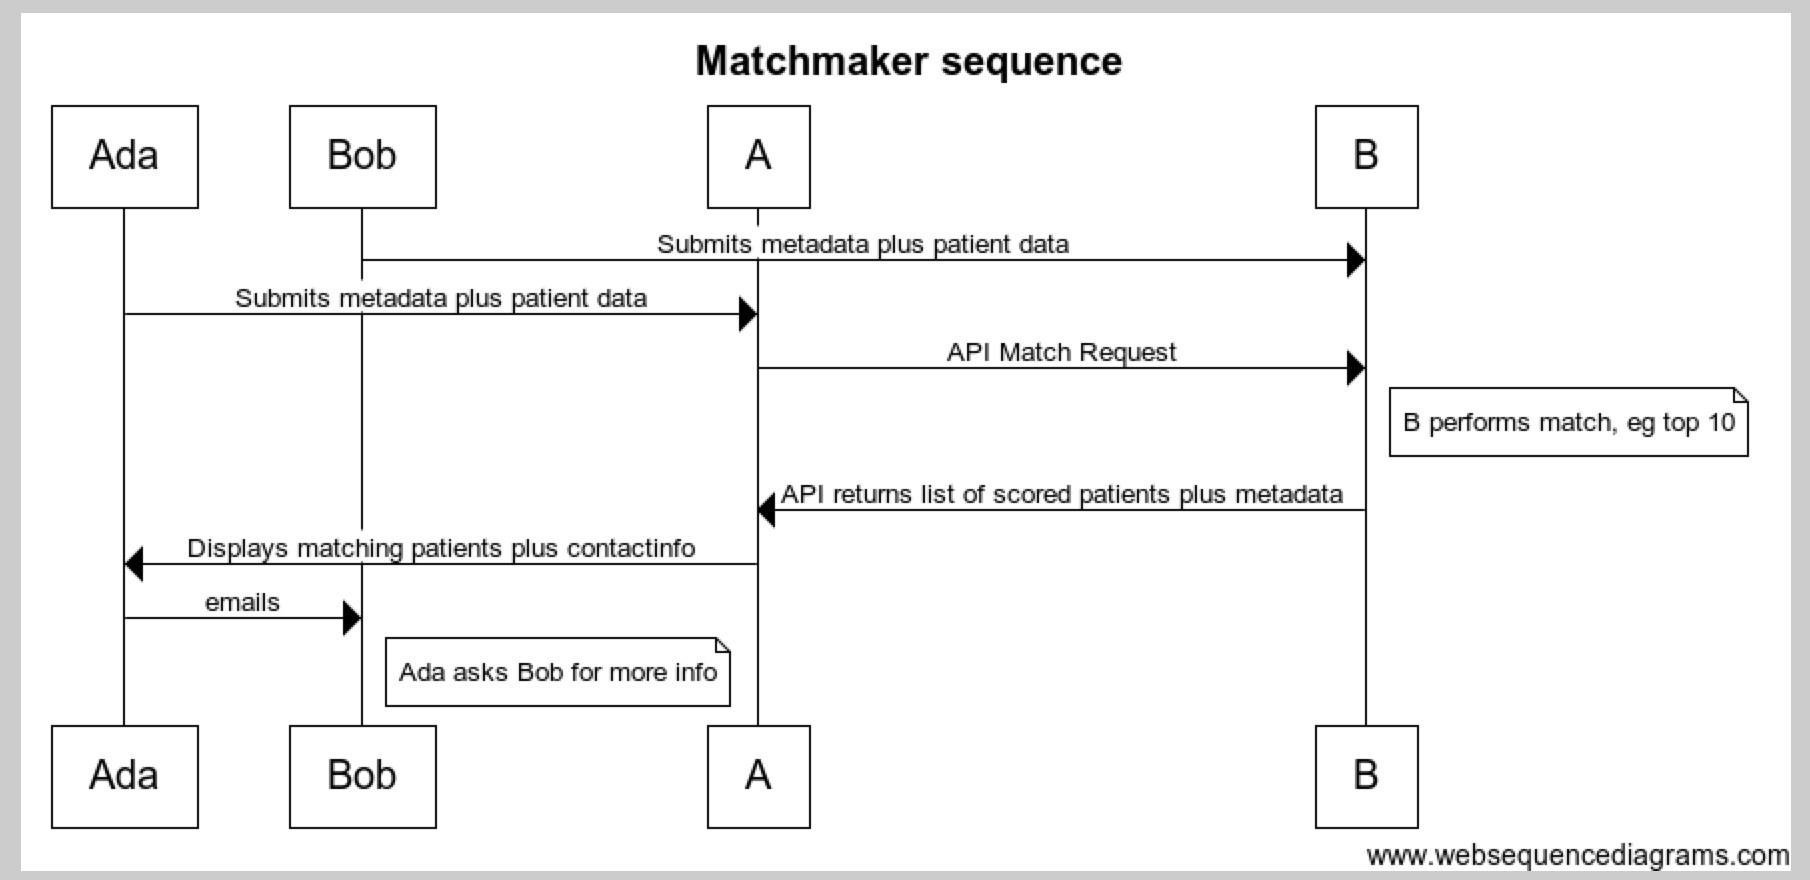 Matchmaker sequence
Ada
Bob
A
B
Submits metadata plus patient data
Submits metadata plus patient data
API Match Request
B performs match, eg top 10
API returns list of scored patients plus metadata
Displays matching patients plus contactinfo
emails
Ada asks Bob for more info
Ada
Bob
A
B
www.websequencediagrams.com